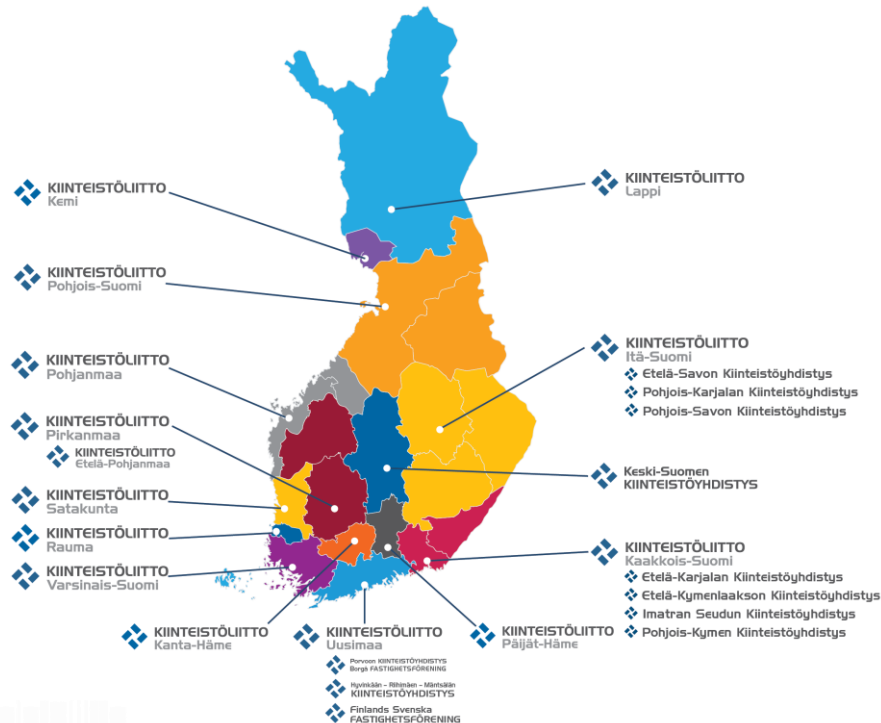 KIINTEISTÖLIITTO
Kemi
KIINTEISTÖLIITTO
Pohjois-Suomi
KIINTEISTÖLIITTO
Pohjanmaa
KIINTEISTÖLIITTO
Pirkanmaa
KIINTEISTÖLIITTO
Etelä-Pohjanmaa
KIINTEISTÖLIITTO
Satakunta
KIINTEISTÖLIITTO
Rauma
KIINTEISTÖLIITTO
Varsinais-Suomi
KIINTEISTÖLIITTO
Kanta-Häme
KIINTEISTÖLIITTO
Uusimaa
Porvoon KIINTEISTÖYHDISTYS
Borgå FASTIGHETSFÖRENING
Hyvinkään - Riihimäen - Mäntsälän
KIINTEISTÖYHDISTYS
Finlands Svenska
FASTIGHETSFÖRENING
KIINTEISTÖLIITTO
Päijät-Häme
KIINTEISTÖLIITTO
Lappi
KIINTEISTÖLIITTO
Itä-Suomi
Etelä-Savon Kiinteistöyhdistys
Pohjois-Karjalan Kiinteistöyhdistys
Pohjois-Savon Kiinteistöyhdistys
Keski-Suomen
KIINTEISTÖYHDISTYS
KIINTEISTÖLIITTO
Kaakkois-Suomi
Etelä-Karjalan Kiinteistöyhdistys
Etelä-Kymenlaakson Kiinteistöyhdistys
Imatran Seudun Kiinteistöyhdistys
Pohjois-Kymen Kiinteistöyhdistys